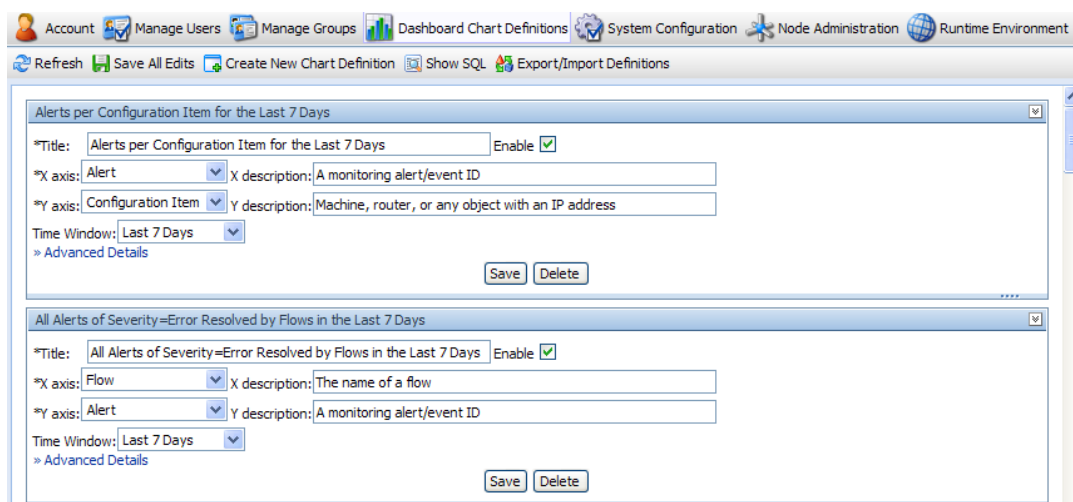 Account Manage Users Manage Groups Dashboard Chart Definitions System Configuration Node Administration Runtime Environment
Refresh Save All Edits Create New Chart Definition Show SQL Export/Import Definitions
Alerts per Configuration Item for the Last 7 Days
*Title: Alerts per Configuration Item for the Last 7 Days Enable
*X axis: Alert X description: A monitoring alert/event ID
*Y axis: Configuration Item Y description: Machine, router, or any object with an IP address
Time Window: Last 7 Days
» Advanced Details
Save Delete
All Alerts of Severity=Error Resolved by Flows in the Last 7 Days
*Title: All Alerts of Severity=Error Resolved by Flows in the Last 7 Days Enable
*X axis: Flow X description: The name of a flow
*Y axis: Alert Y description: A monitoring alert/event ID
Time Window: Last 7 Days
» Advanced Details
Save Delete